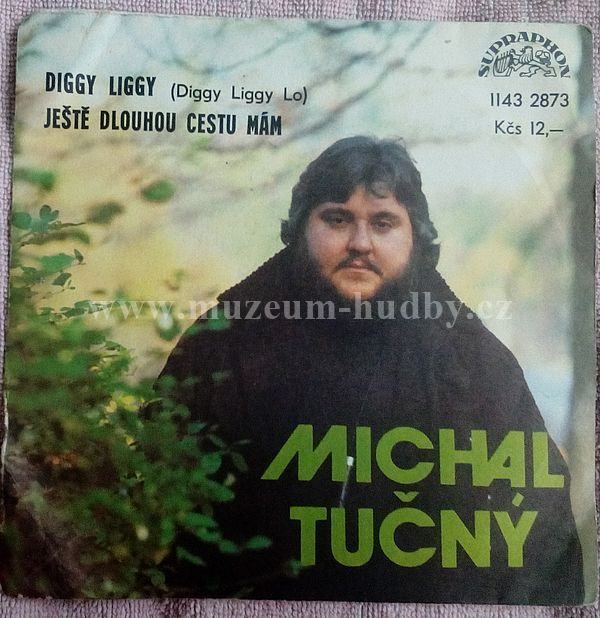 DIGGY LIGGY (Diggy Liggy Lo)
JEŠTĚ DLOUHOU CESTU MÁM
SUPRAPHON
1143 2873
Kčs 12,—
www.muzeum-hudby.cz
MICHAL
TUČNÝ